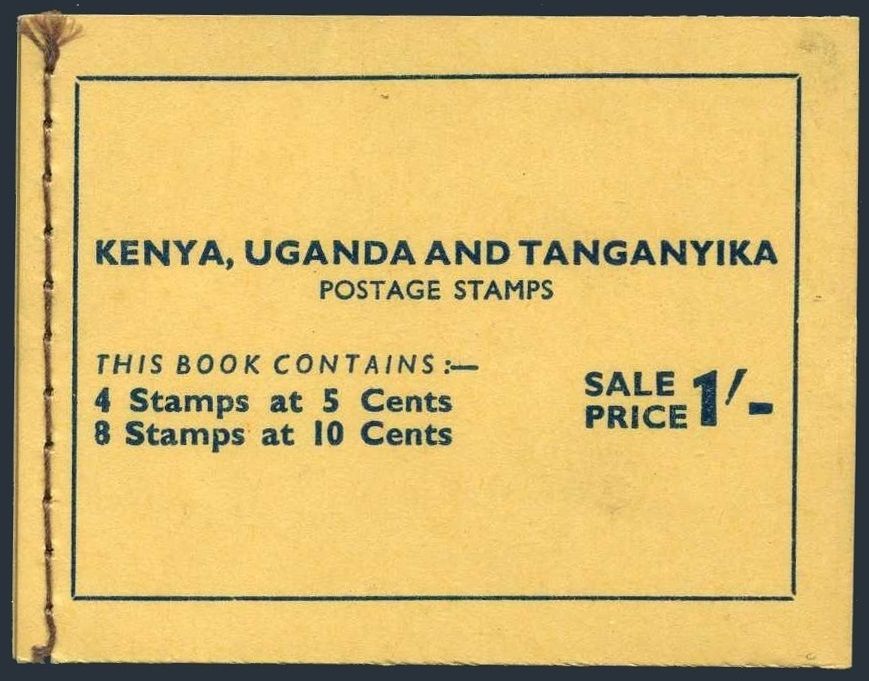 KENYA, UGANDA AND TANGANYIKA
POSTAGE STAMPS
THIS BOOK CONTAINS :—
4 Stamps at 5 Cents
8 Stamps at 10 Cents
SALE PRICE 1/-